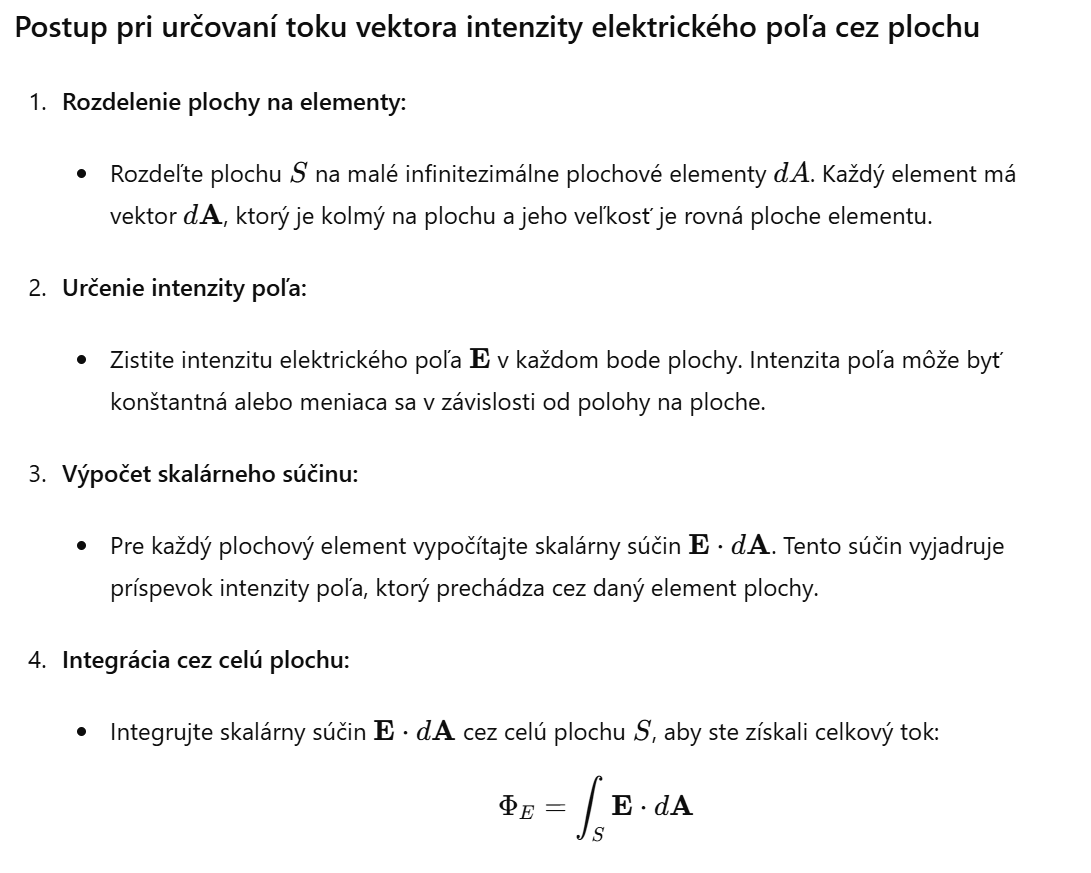 Postup pri určovaní toku vektora intenzity elektrického poľa cez plochu
1. Rozdelenie plochy na elementy:
• Rozdeľte plochu S na malé infinitezimálne plochové elementy dA. Každý element má
vektor dA, ktorý je kolmý na plochu a jeho veľkosť je rovná ploche elementu.
2. Určenie intenzity poľa:
• Zistite intenzitu elektrického poľa E v každom bode plochy. Intenzita poľa môže byť
konštantná alebo meniaca sa v závislosti od polohy na ploche.
3. Výpočet skalárneho súčinu:
• Pre každý plochový element vypočítajte skalárny súčin E · dA. Tento súčin vyjadruje
príspevok intenzity poľa, ktorý prechádza cez daný element plochy.
4. Integrácia cez celú plochu:
• Integrujte skalárny súčin E · dA cez celú plochu S, aby ste získali celkový tok:
Φ_E = ∫_S E · dA